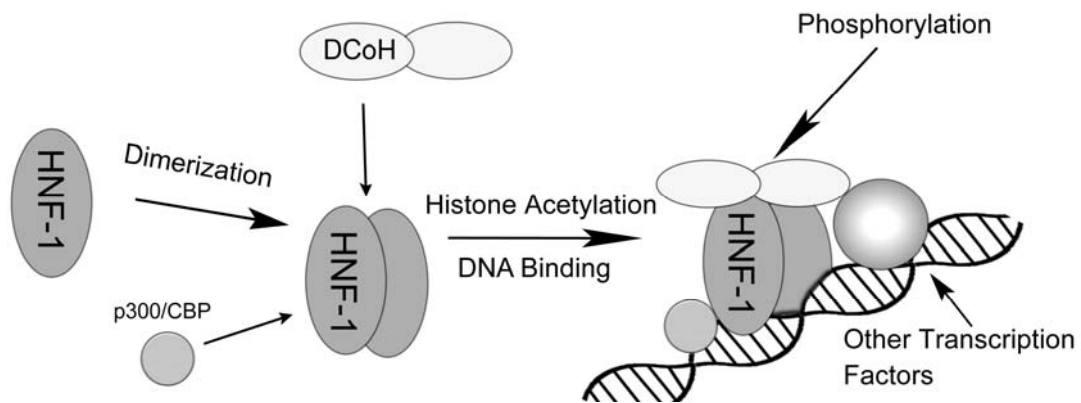 DCoH
Phosphorylation
HNF-1
Dimerization
HNF-1
Histone Acetylation
DNA Binding
HNF-1
p300/CBP
Other Transcription
Factors